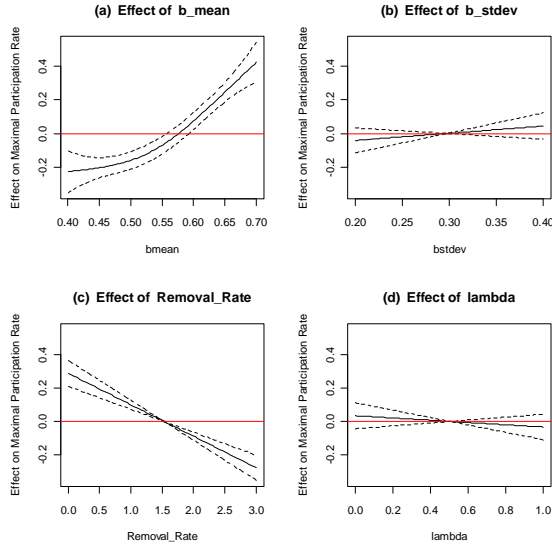 (a) Effect of b_mean
Effect on Maximal Participation Rate
-0.2 0.0 0.2 0.4
0.40 0.45 0.50 0.55 0.60 0.65 0.70
bmean
(b) Effect of b_stdev
Effect on Maximal Participation Rate
-0.2 0.0 0.2 0.4
0.20 0.25 0.30 0.35 0.40
bstdev
(c) Effect of Removal_Rate
Effect on Maximal Participation Rate
-0.2 0.0 0.2 0.4
0.0 0.5 1.0 1.5 2.0 2.5 3.0
Removal_Rate
(d) Effect of lambda
Effect on Maximal Participation Rate
-0.2 0.0 0.2 0.4
0.0 0.2 0.4 0.6 0.8 1.0
lambda